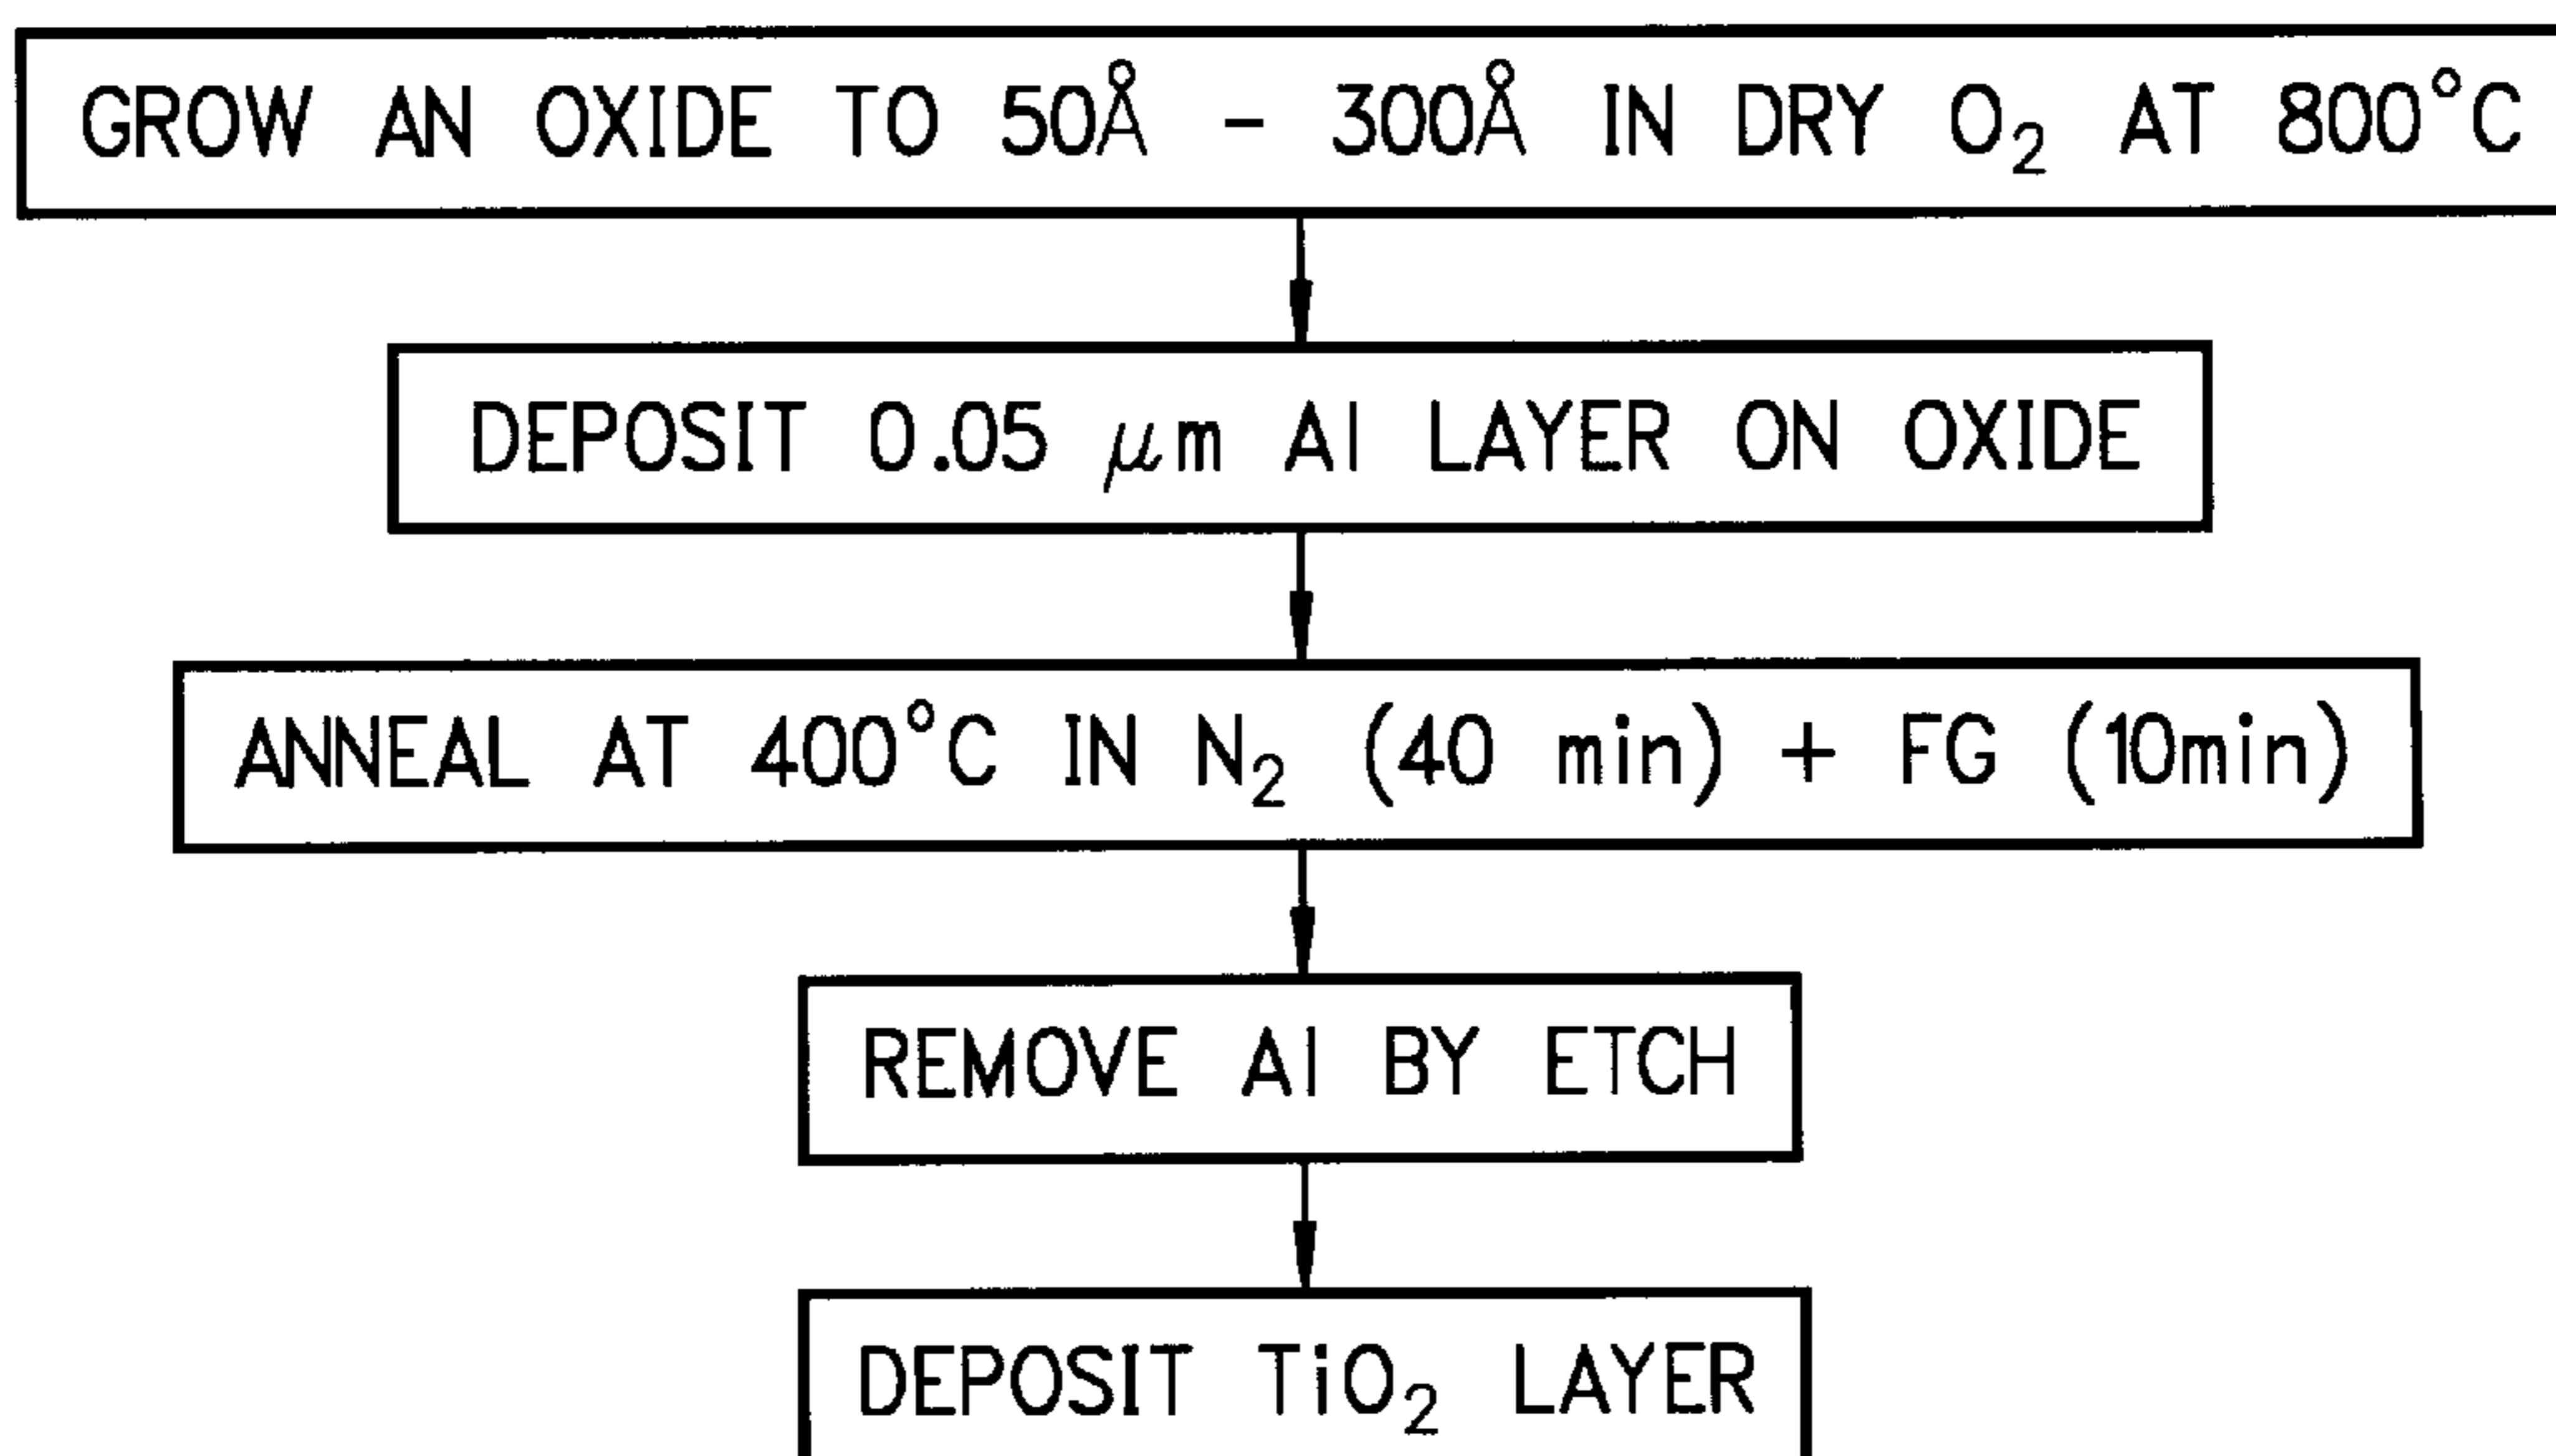 GROW AN OXIDE TO 50Å - 300Å IN DRY O₂ AT 800°C
DEPOSIT 0.05 μm Al LAYER ON OXIDE
ANNEAL AT 400°C IN N₂ (40 min) + FG (10min)
REMOVE Al BY ETCH
DEPOSIT TiO₂ LAYER